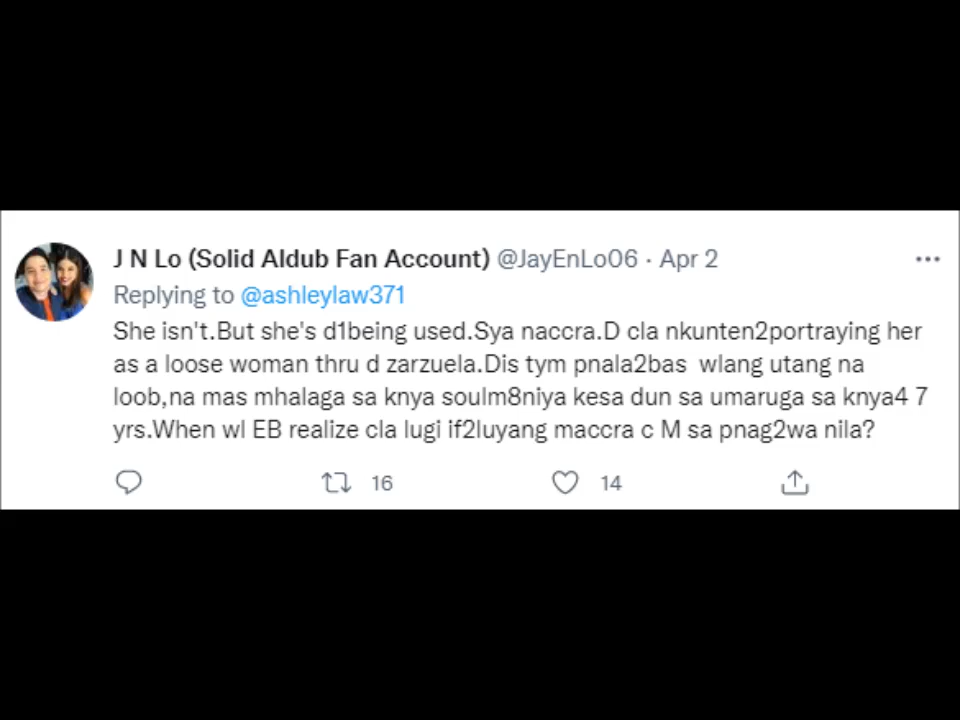 J N Lo (Solid Aldub Fan Account) @JayEnLo06 · Apr 2
Replying to @ashleylaw371
She isn't.But she's d1being used.Sya naccra.D cla nkunten2portraying her
as a loose woman thru d zarzuela.Dis tym pnala2bas  wlang utang na
loob,na mas mhalaga sa knya soulm8niya kesa dun sa umaruga sa knya4 7
yrs.When wl EB realize cla lugi if2luyang maccra c M sa pnag2wa nila?
16 14